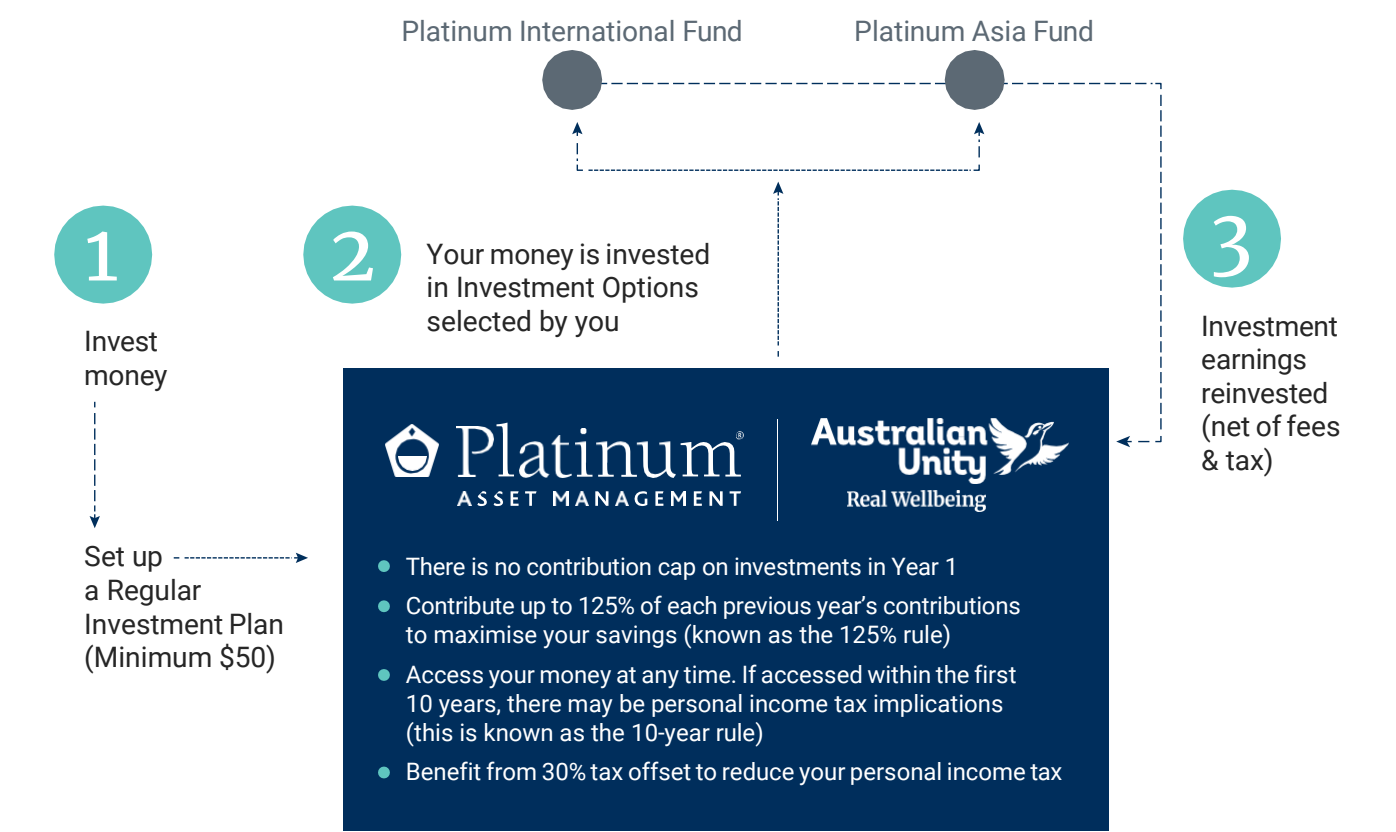 Platinum International Fund
Platinum Asia Fund
1
Invest
money
Set up
a Regular
Investment Plan
(Minimum $50)
2
Your money is invested
in Investment Options
selected by you
3
Investment
earnings
reinvested
(net of fees
& tax)
Platinum®
ASSET MANAGEMENT
Australian
Unity
Real Wellbeing
There is no contribution cap on investments in Year 1
Contribute up to 125% of each previous year’s contributions
to maximise your savings (known as the 125% rule)
Access your money at any time. If accessed within the first
10 years, there may be personal income tax implications
(this is known as the 10-year rule)
Benefit from 30% tax offset to reduce your personal income tax